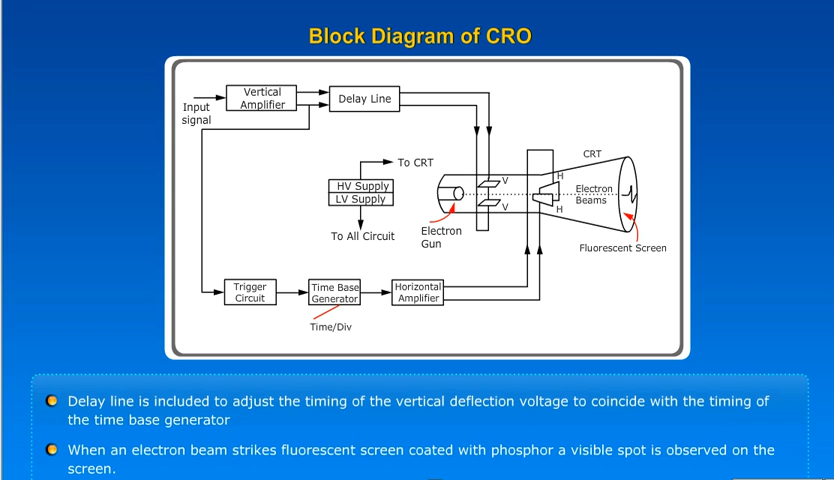 Block Diagram of CRO
Input
signal
Vertical
Amplifier
Delay Line
To CRT
HV Supply
LV Supply
To All Circuit
CRT
V
V
H
H
Electron
Beams
Electron
Gun
Fluorescent Screen
Trigger
Circuit
Time Base
Generator
Horizontal
Amplifier
Time/Div
Delay line is included to adjust the timing of the vertical deflection voltage to coincide with the timing of
the time base generator
When an electron beam strikes fluorescent screen coated with phosphor a visible spot is observed on the
screen.